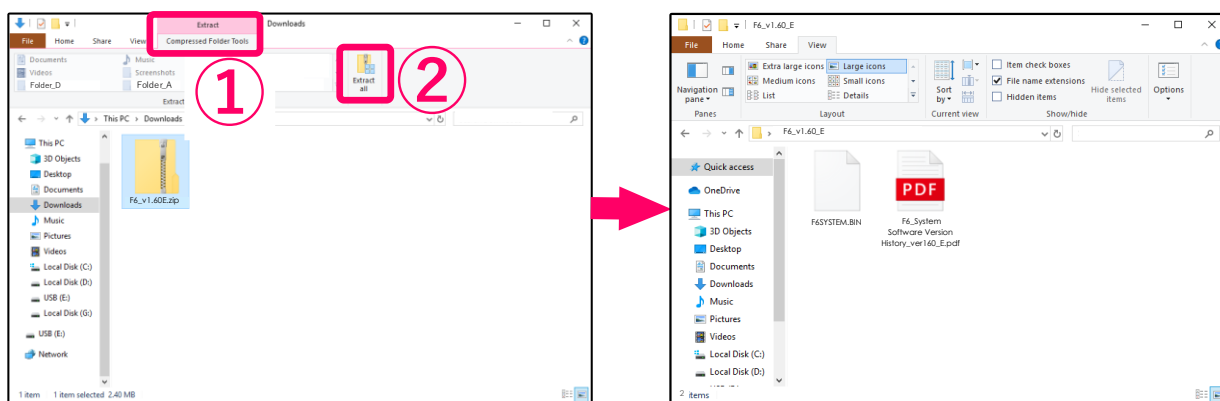 Extract
Downloads
File Home Share View Compressed Folder Tools
Documents Music
Videos Screenshots
Folder_D Folder_A
Extract all
Extract
① ②
This PC > Downloads
This PC
3D Objects
Desktop
Documents
Downloads
Music
Pictures
Videos
Local Disk (C:)
Local Disk (D:)
USB (E:)
Local Disk (G:)
USB (E:)
Network
F6_v1.60E.zip
1 item 1 item selected 2.40 MB
F6_v1.60_E
File Home Share View
Navigation pane
Extra large icons Large icons
Medium icons Small icons
List Details
Sort by
Item check boxes
File name extensions
Hidden items
Hide selected items
Options
Panes Layout Current view Show/hide
F6_v1.60_E
Quick access
OneDrive
This PC
3D Objects
Desktop
Documents
Downloads
Music
Pictures
Videos
Local Disk (C:)
Local Disk (D:)
F6SYSTEM.BIN
PDF
F6_System
Software Version
History_ver160_E.pdf
2 items